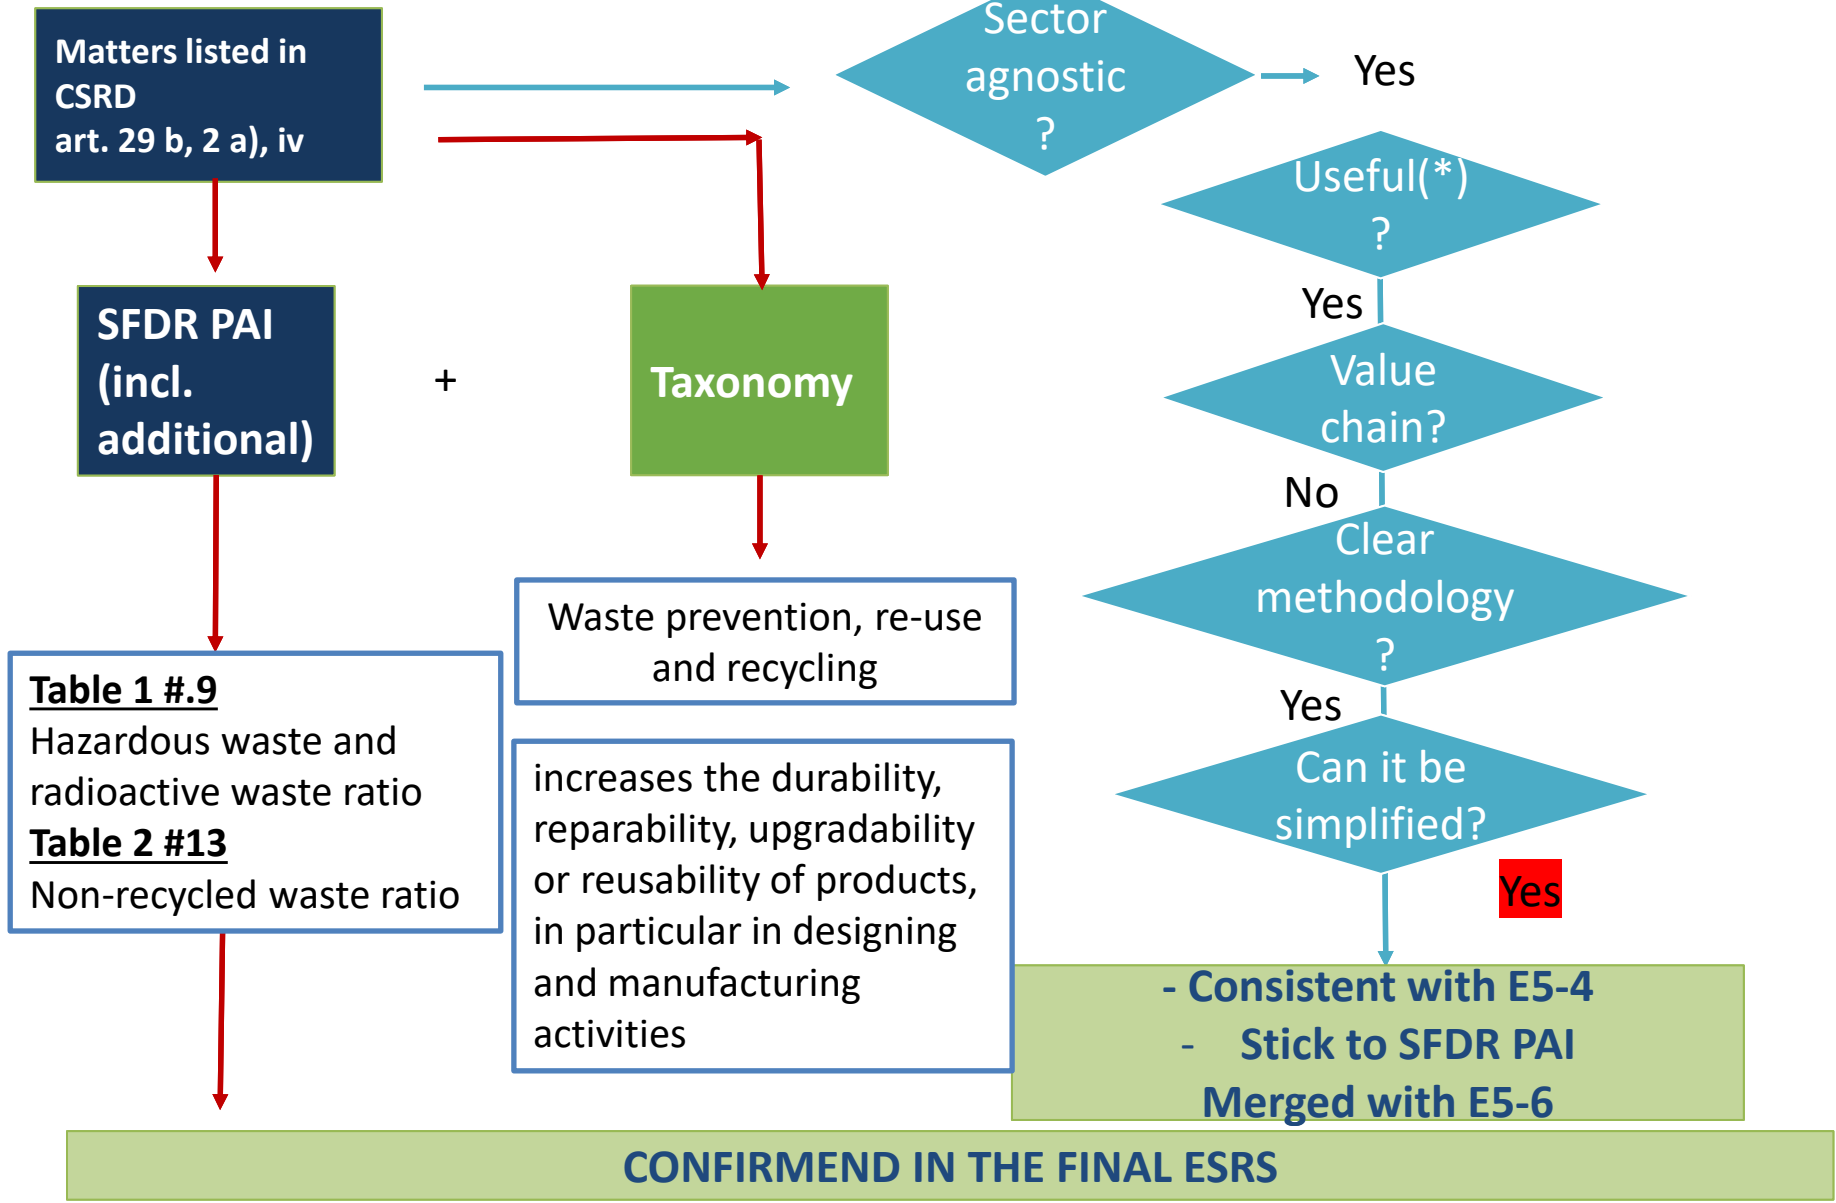 Matters listed in
CSRD
art. 29 b, 2 a), iv
Sector
agnostic
?
Yes
Useful(*)
?
Yes
Value
chain?
No
Clear
methodology
?
Yes
Can it be
simplified?
Yes
- Consistent with E5-4
- Stick to SFDR PAI
Merged with E5-6
SFDR PAI
(incl.
additional)
+
Taxonomy
Waste prevention, re-use
and recycling
increases the durability,
reparability, upgradability
or reusability of products,
in particular in designing
and manufacturing
activities
Table 1 #.9
Hazardous waste and
radioactive waste ratio
Table 2 #13
Non-recycled waste ratio
CONFIRMEND IN THE FINAL ESRS